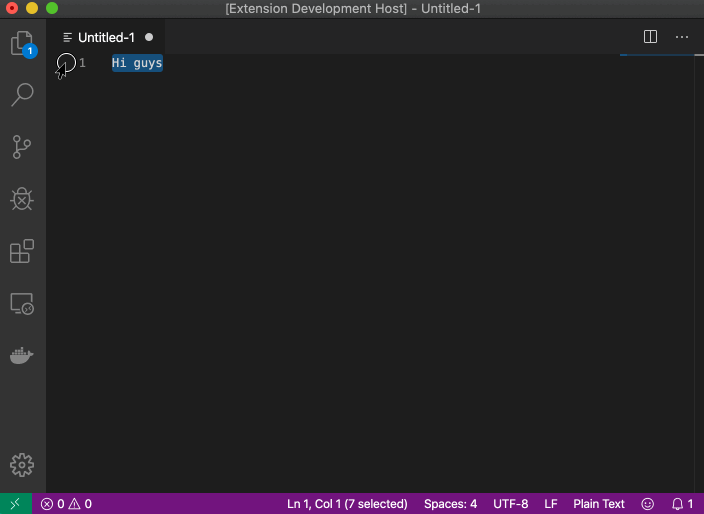 [Extension Development Host] - Untitled-1
1
Untitled-1
1 Hi guys
0 0 Ln 1, Col 1 (7 selected) Spaces: 4 UTF-8 LF Plain Text 1